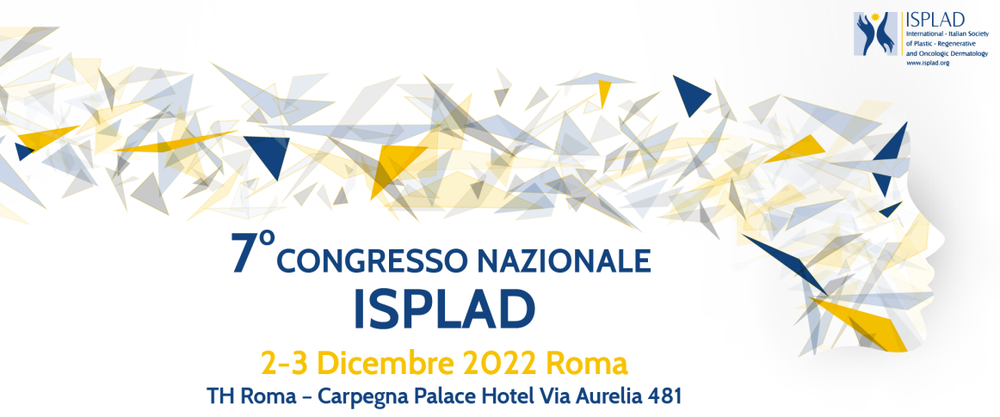 ISPLAD
International - Italian Society
of Plastic - Regenerative
and Oncologic Dermatology
www.isplad.org
7° CONGRESSO NAZIONALE
ISPLAD
2-3 Dicembre 2022 Roma
TH Roma – Carpegna Palace Hotel Via Aurelia 481